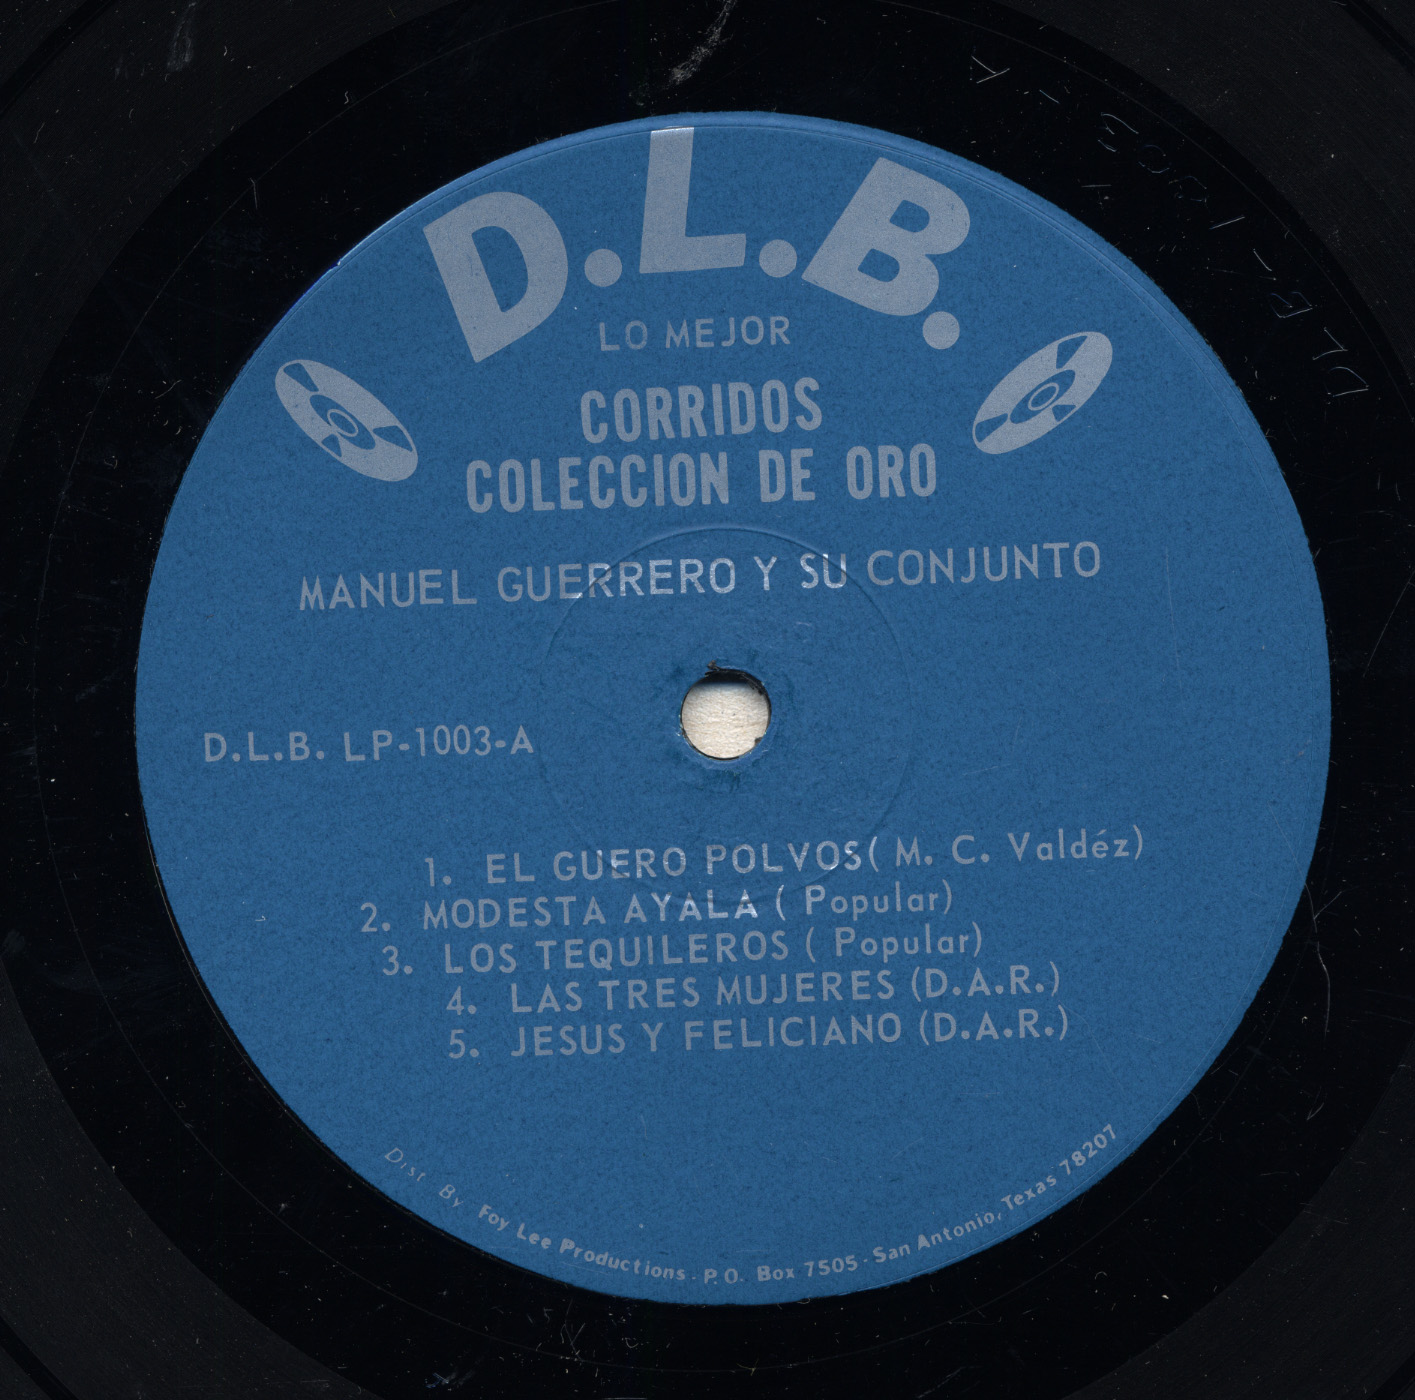 D.L.B.
LO MEJOR
CORRIDOS
COLECCION DE ORO
MANUEL GUERRERO Y SU CONJUNTO
D.L.B. LP-1003-A
1. EL GUERO POLVOS( M. C. Valdéz)
2. MODESTA AYALA ( Popular)
3. LOS TEQUILEROS ( Popular)
4. LAS TRES MUJERES (D.A.R.)
5. JESUS Y FELICIANO (D.A.R.)
Dist By Foy Lee Productions · P.O. Box 7505 · San Antonio, Texas 78207